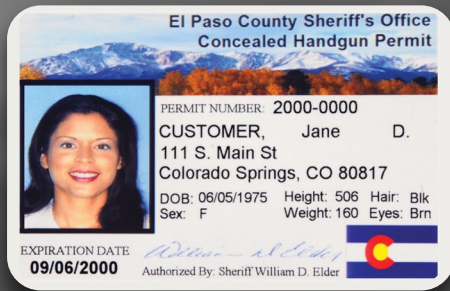 El Paso County Sheriff's Office
Concealed Handgun Permit
PERMIT NUMBER: 2000-0000
CUSTOMER, Jane D.
111 S. Main St
Colorado Springs, CO 80817
DOB: 06/05/1975 Height: 506 Hair: Blk
Sex: F Weight: 160 Eyes: Brn
EXPIRATION DATE
09/06/2000
William D Elder
Authorized By: Sheriff William D. Elder